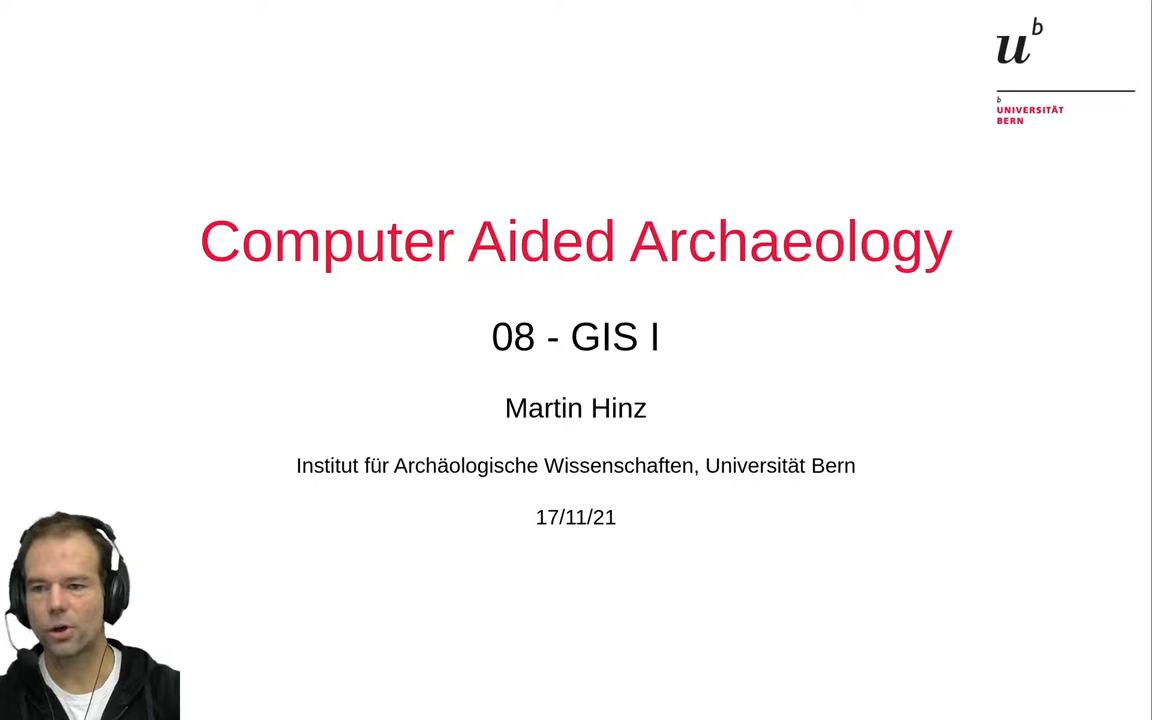 u^b
b
UNIVERSITÄT
BERN
Computer Aided Archaeology
08 - GIS I
Martin Hinz
Institut für Archäologische Wissenschaften, Universität Bern
17/11/21